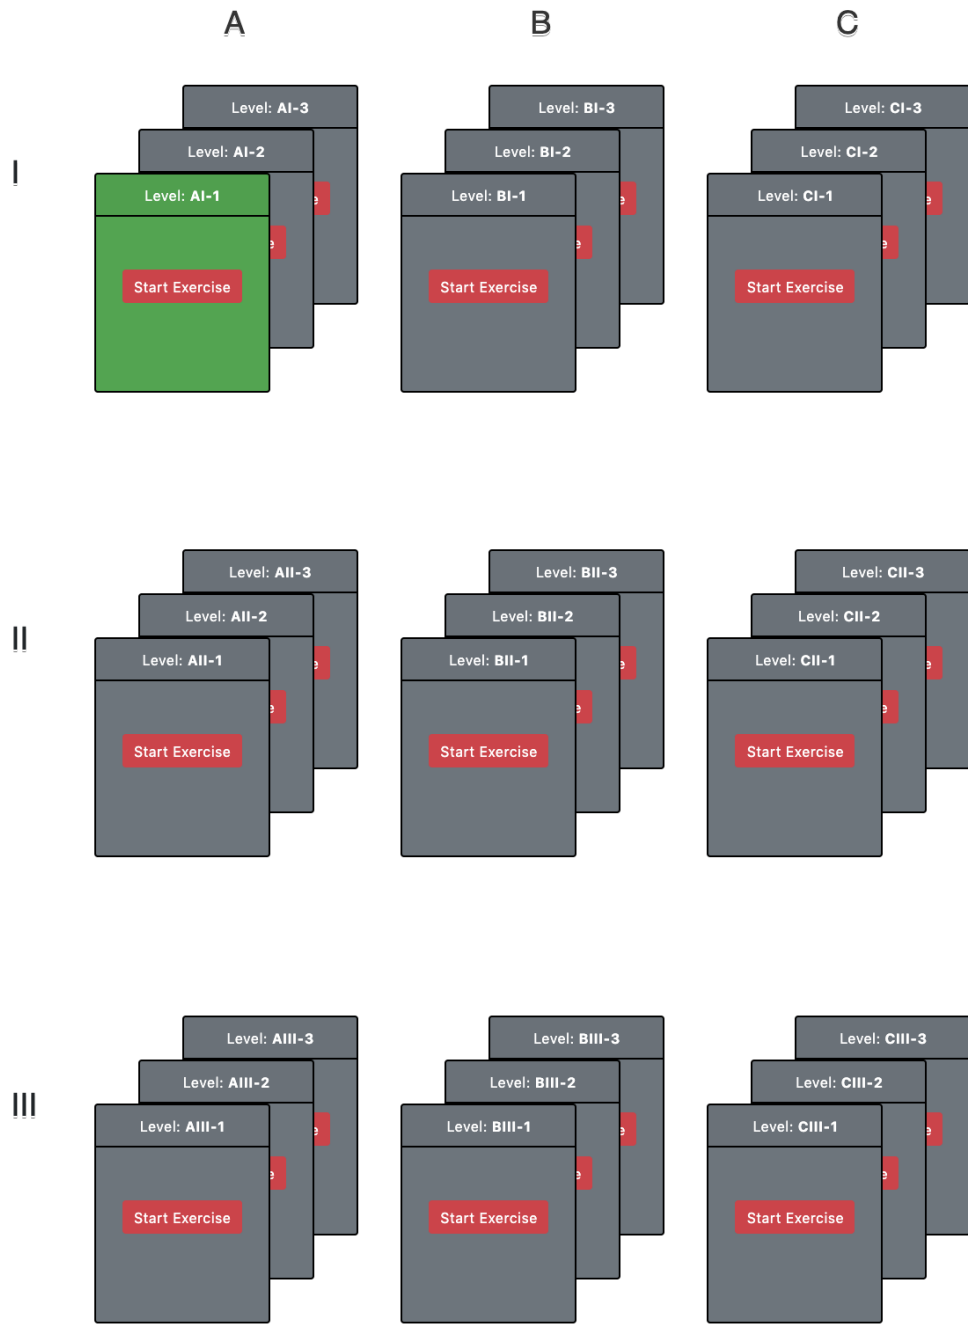 A B C
Level: AI-3 Level: BI-3 Level: CI-3
Level: AI-2 Level: BI-2 Level: CI-2
I
Level: AI-1 Level: BI-1 Level: CI-1
e e e
e e e
Start Exercise Start Exercise Start Exercise
Level: AII-3 Level: BII-3 Level: CII-3
Level: AII-2 Level: BII-2 Level: CII-2
II
Level: AII-1 Level: BII-1 Level: CII-1
e e e
e e e
Start Exercise Start Exercise Start Exercise
Level: AIII-3 Level: BIII-3 Level: CIII-3
Level: AIII-2 Level: BIII-2 Level: CIII-2
III
Level: AIII-1 Level: BIII-1 Level: CIII-1
e e e
e e e
Start Exercise Start Exercise Start Exercise